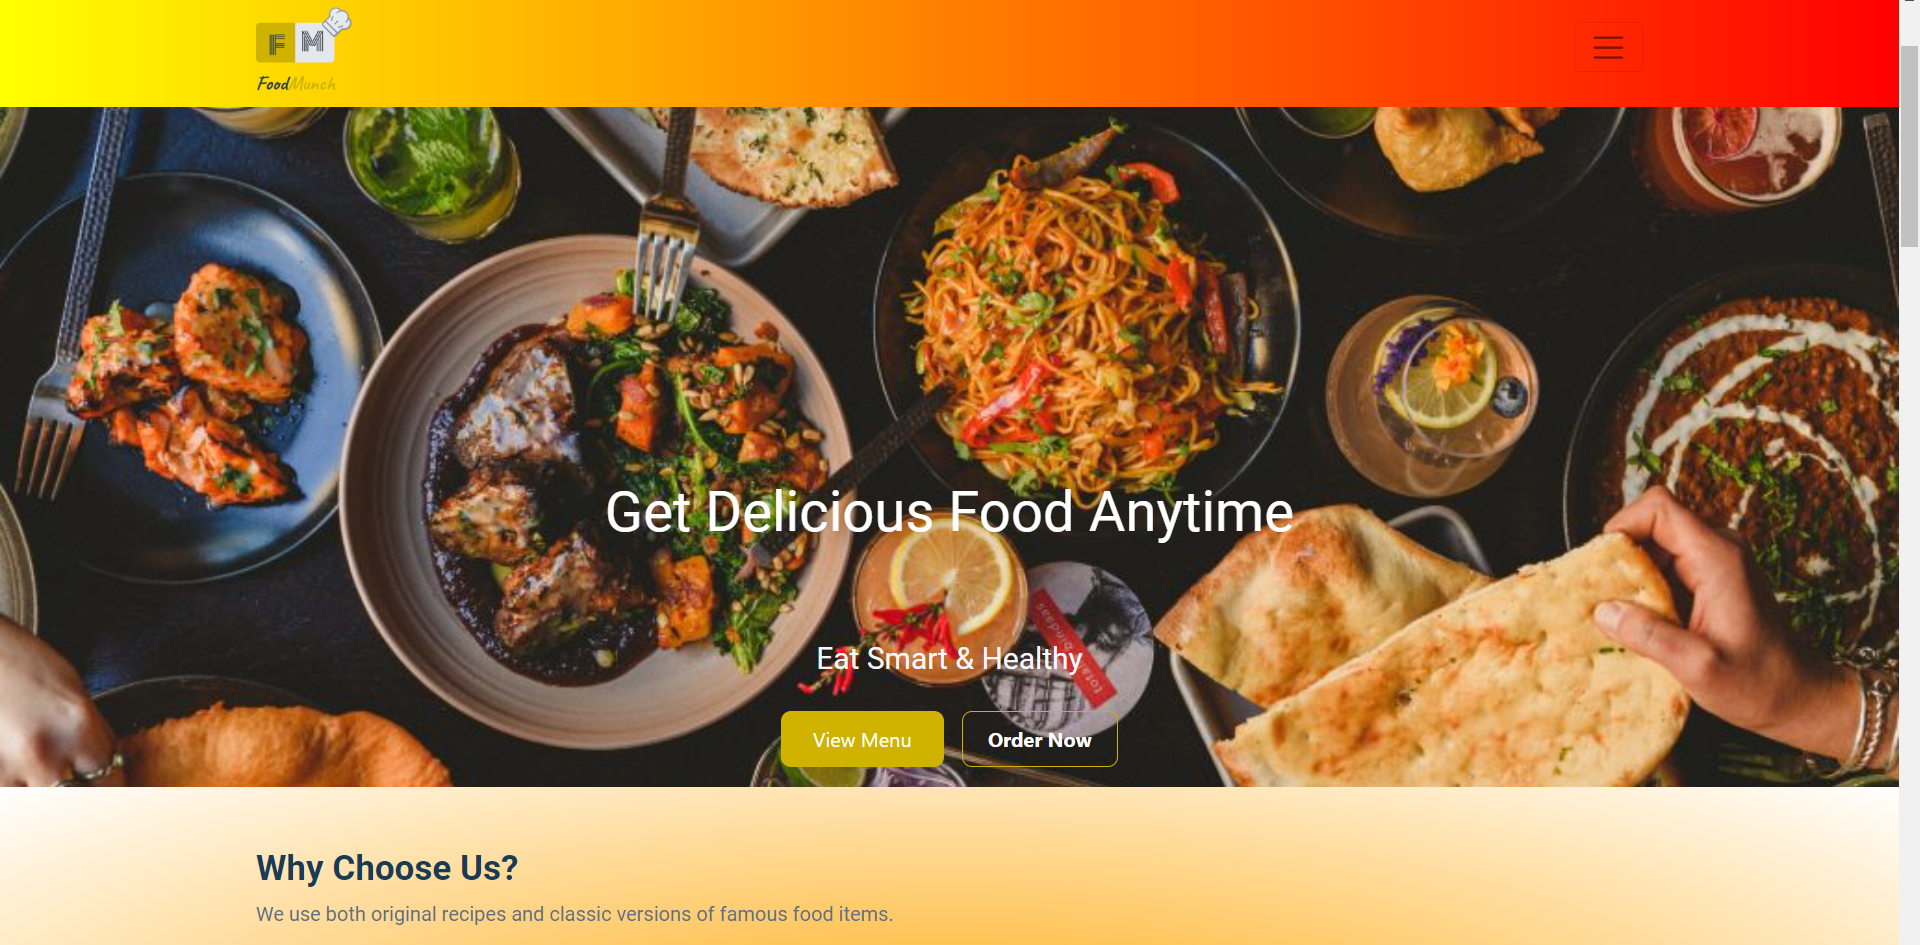 F M
FoodMunch
Get Delicious Food Anytime
Eat Smart & Healthy
View Menu
Order Now
Why Choose Us?
We use both original recipes and classic versions of famous food items.